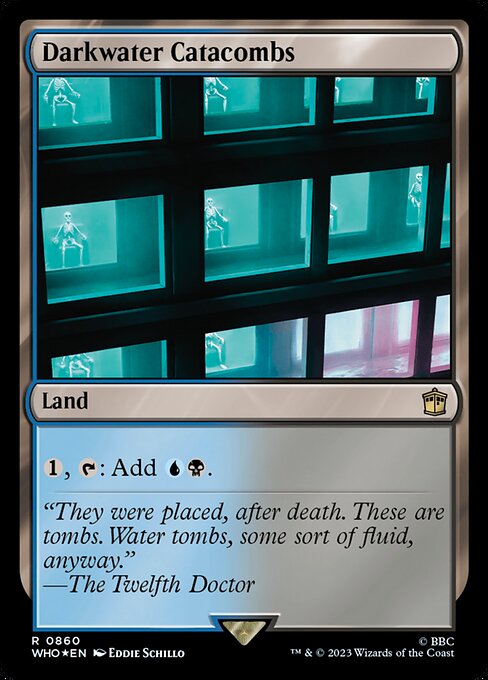 Darkwater Catacombs
Land
1, T: Add UB.
“They were placed, after death. These are
tombs. Water tombs, some sort of fluid,
anyway.”
—The Twelfth Doctor
R 0860
WHO★EN Eddie Schillo
© BBC
™ & © 2023 Wizards of the Coast